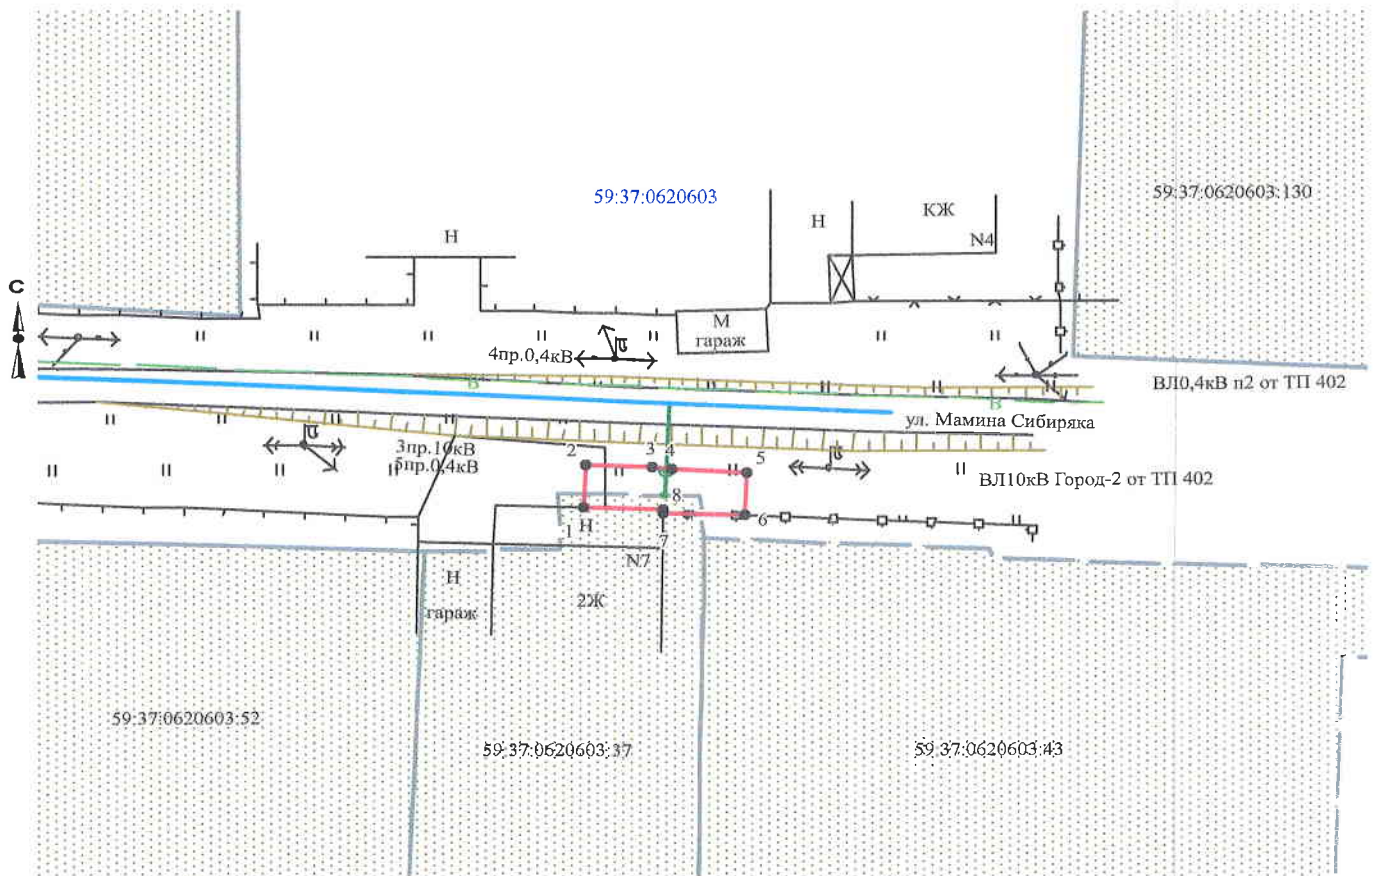 59:37:0620603
59:37:0620603:130
Н
Н
КЖ
N4
С
М
гараж
4пр.0,4кВ
В
В
ВЛ0,4кВ п2 от ТП 402
ул. Мамина Сибиряка
3пр.10кВ
5пр.0,4кВ
2
3
4
5
ВЛ10кВ Город-2 от ТП 402
8
1
Н
7
6
N7
Н
гараж
2Ж
59:37:0620603:52
59:37:0620603:37
59:37:0620603:43